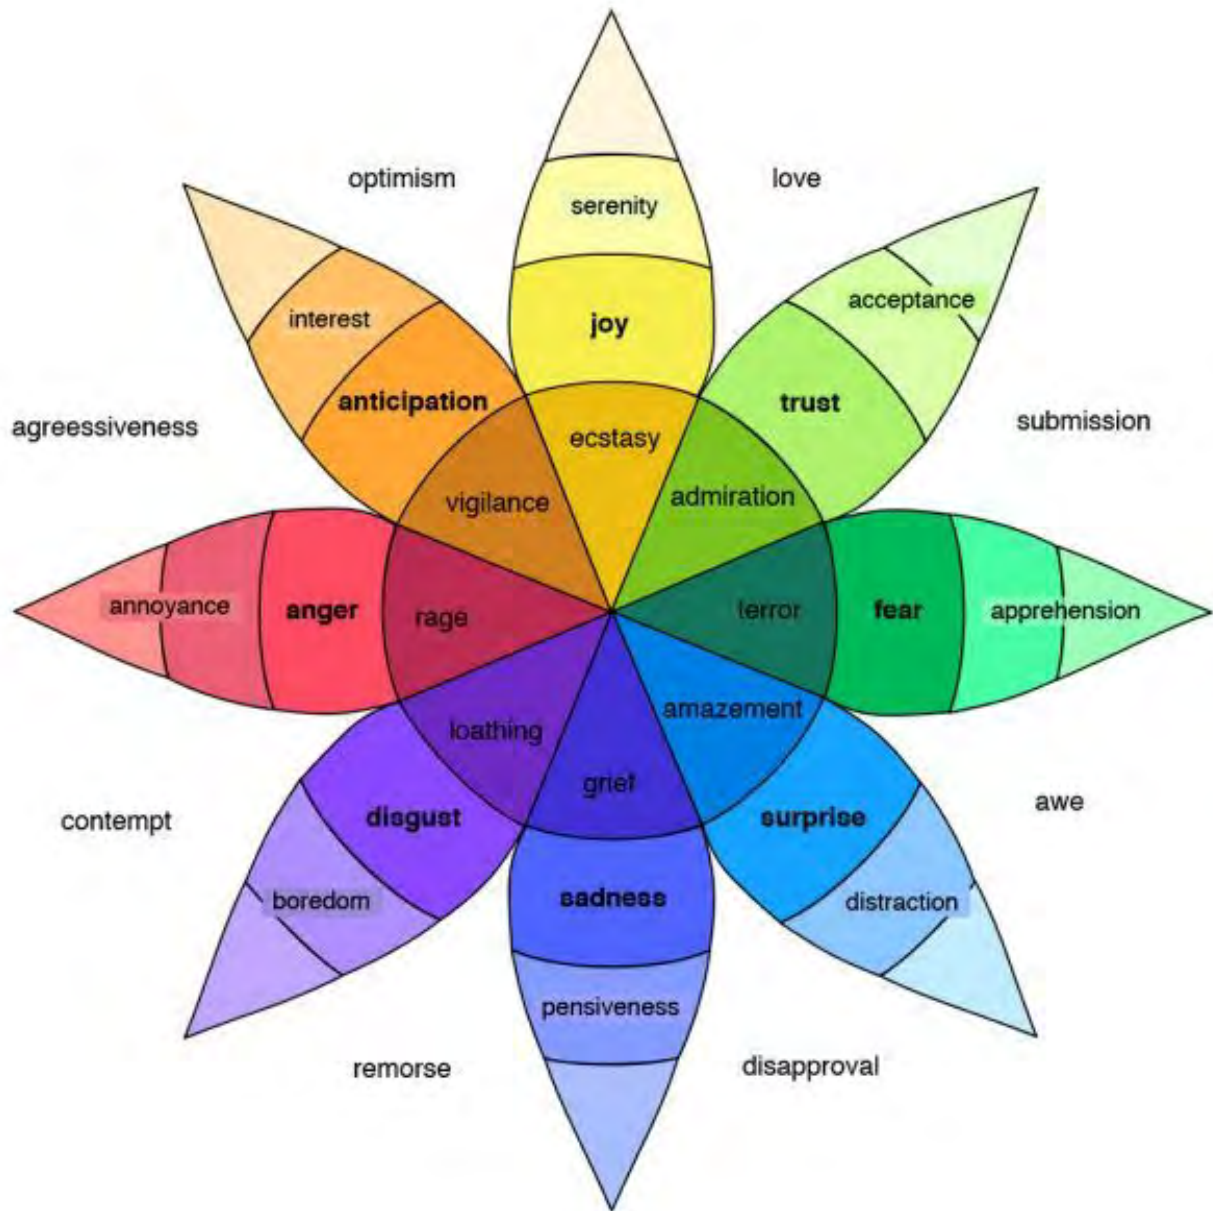 optimism
love
serenity
interest
acceptance
joy
anticipation
trust
agreessiveness
submission
ecstasy
vigilance
admiration
annoyance
anger
rage
terror
fear
apprehension
loathing
amazement
grief
contempt
disgust
surprise
awe
boredom
sadness
distraction
pensiveness
remorse
disapproval